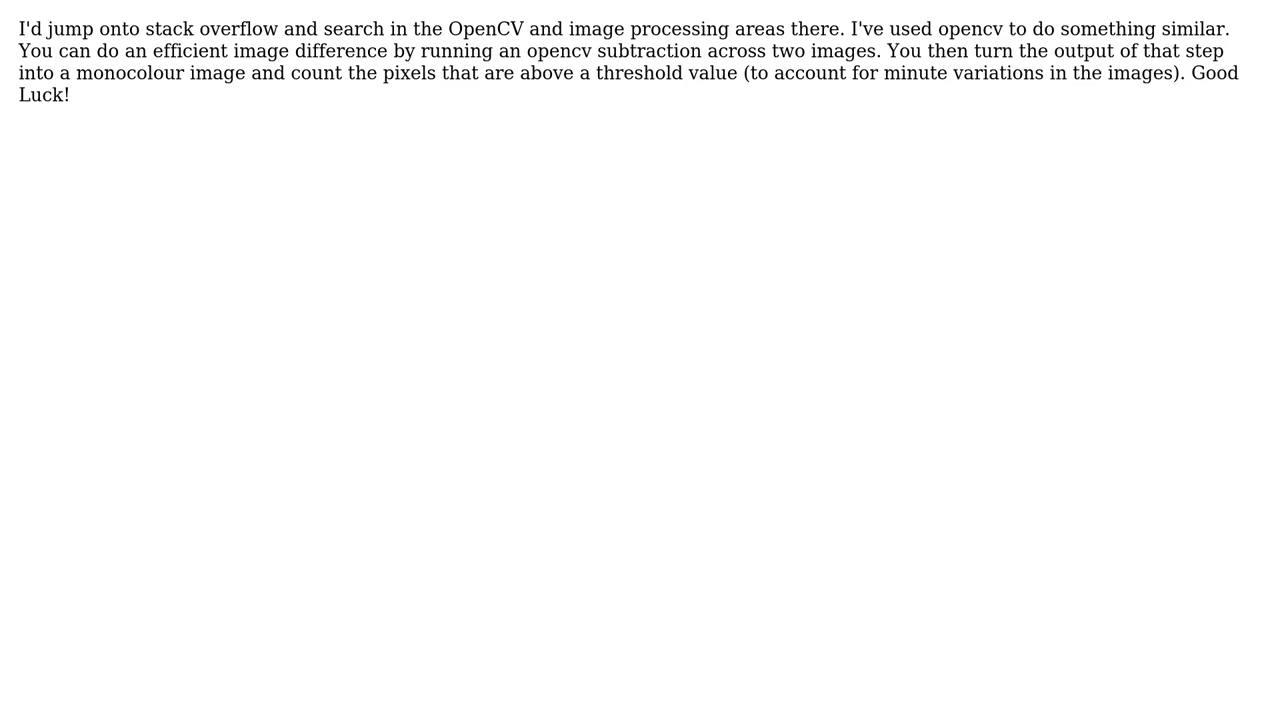 I'd jump onto stack overflow and search in the OpenCV and image processing areas there. I've used opencv to do something similar.
You can do an efficient image difference by running an opencv subtraction across two images. You then turn the output of that step
into a monocolour image and count the pixels that are above a threshold value (to account for minute variations in the images). Good
Luck!